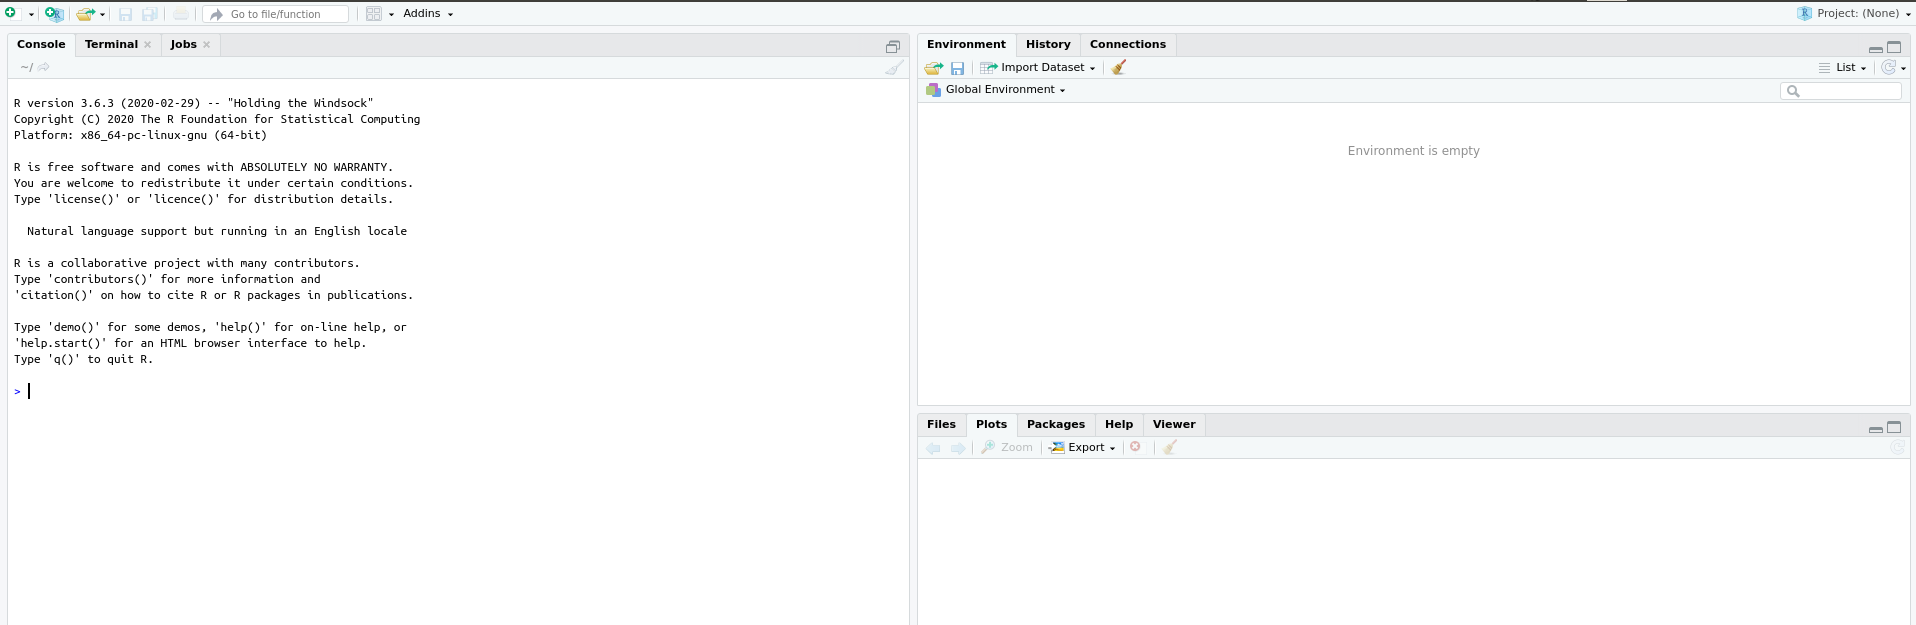 Go to file/function
Addins
Project: (None)
Console Terminal Jobs
~/
R version 3.6.3 (2020-02-29) -- "Holding the Windsock"
Copyright (C) 2020 The R Foundation for Statistical Computing
Platform: x86_64-pc-linux-gnu (64-bit)
R is free software and comes with ABSOLUTELY NO WARRANTY.
You are welcome to redistribute it under certain conditions.
Type 'license()' or 'licence()' for distribution details.
Natural language support but running in an English locale
R is a collaborative project with many contributors.
Type 'contributors()' for more information and
'citation()' on how to cite R or R packages in publications.
Type 'demo()' for some demos, 'help()' for on-line help, or
'help.start()' for an HTML browser interface to help.
Type 'q()' to quit R.
>
Environment History Connections
Import Dataset
List
Global Environment
Environment is empty
Files Plots Packages Help Viewer
Zoom Export